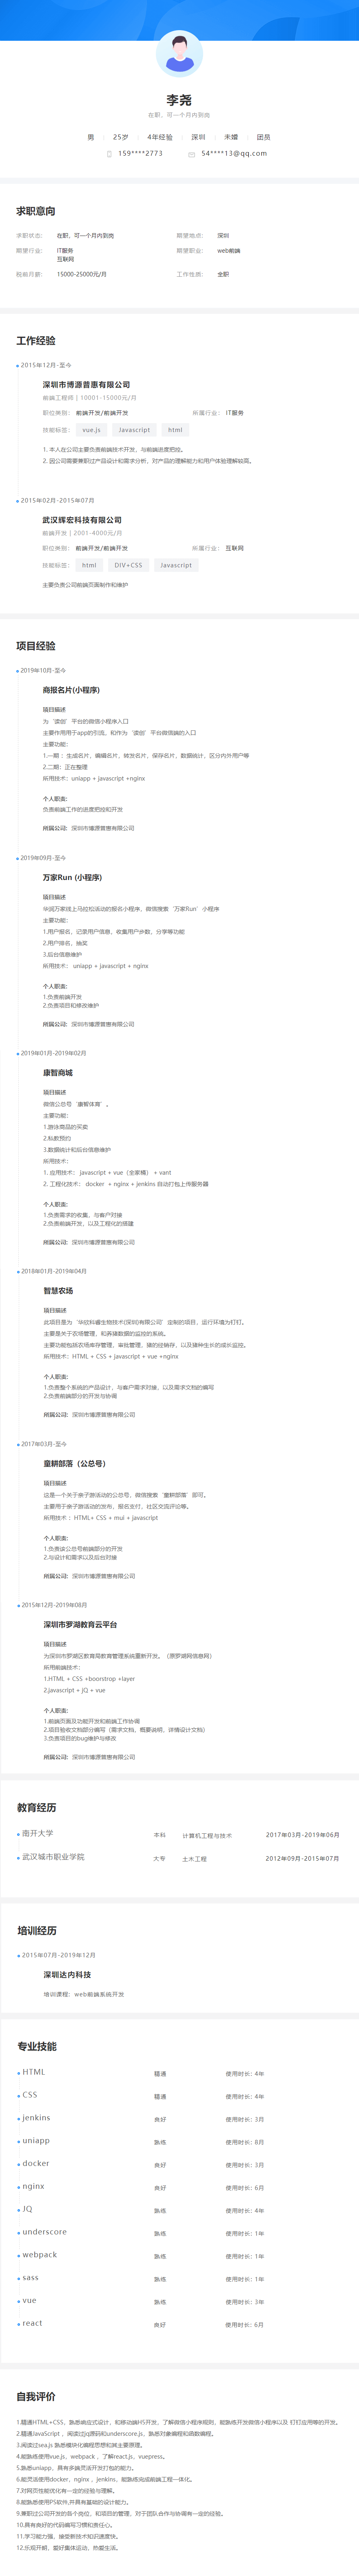 李尧
在职，可一个月内到岗
男 25岁 4年经验 深圳 未婚 团员
159****2773 54****13@qq.com
求职意向
求职状态： 在职，可一个月内到岗 期望地点： 深圳
期望行业： IT服务 期望职业： web前端
互联网
税前月薪： 15000-25000元/月 工作性质： 全职
工作经验
2015年12月-至今
深圳市博源普惠有限公司
前端工程师 | 10001-15000元/月
职位类别： 前端开发/前端开发 所属行业： IT服务
技能标签： vue.js Javascript html
1. 本人在公司主要负责前端技术开发，与前端进度把控。
2. 因公司需要兼职过产品设计和需求分析，对产品的理解能力和用户体验理解较高。
2015年02月-2015年07月
武汉辉宏科技有限公司
前端开发 | 2001-4000元/月
职位类别： 前端开发/前端开发 所属行业： 互联网
技能标签： html DIV+CSS Javascript
主要负责公司前端页面制作和维护
项目经验
2019年10月-至今
商报名片(小程序)
项目描述
为‘读创’平台的微信小程序入口
主要作用用于app的引流，和作为‘读创’平台微信端的入口
主要功能：
1.一期 ：生成名片，编辑名片，转发名片，保存名片，数据统计，区分内外用户等
2.二期：正在整理
所用技术：uniapp + javascript +nginx
个人职责:
负责前端工作的进度把控和开发
所属公司: 深圳市博源普惠有限公司
2019年09月-至今
万家Run (小程序)
项目描述
华润万家线上马拉松活动的报名小程序，微信搜索‘万家Run’小程序
主要功能：
1.用户报名，记录用户信息，收集用户步数，分享等功能
2.用户排名，抽奖
3.后台信息维护
所用技术： uniapp + javascript + nginx
个人职责:
1.负责前端开发
2.负责项目和修改维护
所属公司: 深圳市博源普惠有限公司
2019年01月-2019年02月
康智商城
项目描述
微信公总号‘康智体育’。
主要功能：
1.游泳商品的买卖
2.私教预约
3.数据统计和后台信息维护
所用技术：
1. 应用技术： javascript + vue（全家桶） + vant
2. 工程化技术： docker + nginx + jenkins 自动打包上传服务器
个人职责:
1.负责需求的收集，与客户对接
2.负责前端开发，以及工程化的搭建
所属公司: 深圳市博源普惠有限公司
2018年01月-2019年04月
智慧农场
项目描述
此项目是为‘华欣科睿生物技术(深圳)有限公司’定制的项目，运行环境为钉钉。
主要是关于农场管理，和养猪数据的监控的系统。
主要功能包括农场库存管理，审批管理，猪的经销存，以及猪种生长的成长监控。
所用技术：HTML + CSS + javascript + vue +nginx
个人职责:
1.负责整个系统的产品设计，与客户需求对接，以及需求文档的编写
2.负责前端部分的开发与协调
所属公司: 深圳市博源普惠有限公司
2017年03月-至今
童耕部落（公总号）
项目描述
这是一个关于亲子游活动的公总号，微信搜索‘童耕部落’即可。
主要用于亲子游活动的发布，报名支付，社区交流评论等。
所用技术 ：HTML+ CSS + mui + javascript
个人职责:
1.负责该公总号前端部分的开发
2.与设计和需求以及后台对接
所属公司: 深圳市博源普惠有限公司
2015年12月-2019年08月
深圳市罗湖教育云平台
项目描述
为深圳市罗湖区教育局教育管理系统重新开发。（原罗湖网信息网）
所用前端技术：
1.HTML + CSS +boorstrop +layer
2.javascript + jQ + vue
个人职责:
1.前端页面及功能开发和前端工作协调
2.项目验收文档部分编写（需求文档，概要说明，详情设计文档）
3.负责项目的bug维护与修改
所属公司: 深圳市博源普惠有限公司
教育经历
南开大学 本科 计算机工程与技术 2017年03月-2019年06月
武汉城市职业学院 大专 土木工程 2012年09月-2015年07月
培训经历
2015年07月-2019年12月
深圳达内科技
培训课程：web前端系统开发
专业技能
HTML 精通 使用时长: 4年
CSS 精通 使用时长: 4年
jenkins 良好 使用时长: 3月
uniapp 熟练 使用时长: 8月
docker 良好 使用时长: 3月
nginx 良好 使用时长: 6月
JQ 熟练 使用时长: 4年
underscore 熟练 使用时长: 1年
webpack 熟练 使用时长: 1年
sass 熟练 使用时长: 1年
vue 熟练 使用时长: 3年
react 良好 使用时长: 6月
自我评价
1.精通HTML+CSS，熟悉响应式设计，和移动端H5开发，了解微信小程序规则，能熟练开发微信小程序以及 钉钉应用等的开发。
2.精通JavaScript ，阅读过jq源码和underscore.js，熟悉对象编程和函数编程。
3.阅读过sea.js 熟悉模块化编程思想和其主要原理。
4.能熟练使用vue.js，webpack ，了解react.js，vuepress。
5.熟悉uniapp，具有多端灵活开发打包的能力。
6.能灵活使用docker，nginx ，jenkins，能熟练完成前端工程一体化。
7.对网页性能优化有一定的经验与理解。
8.能熟悉使用PS软件,并具有基础的设计能力。
9.兼职过公司开发的各个岗位，和项目的管理，对于团队合作与协调有一定的经验。
10.具有良好的代码编写习惯和责任心。
11.学习能力强，接受新技术知识速度快。
12.乐观开朗，爱好集体运动，热爱生活。